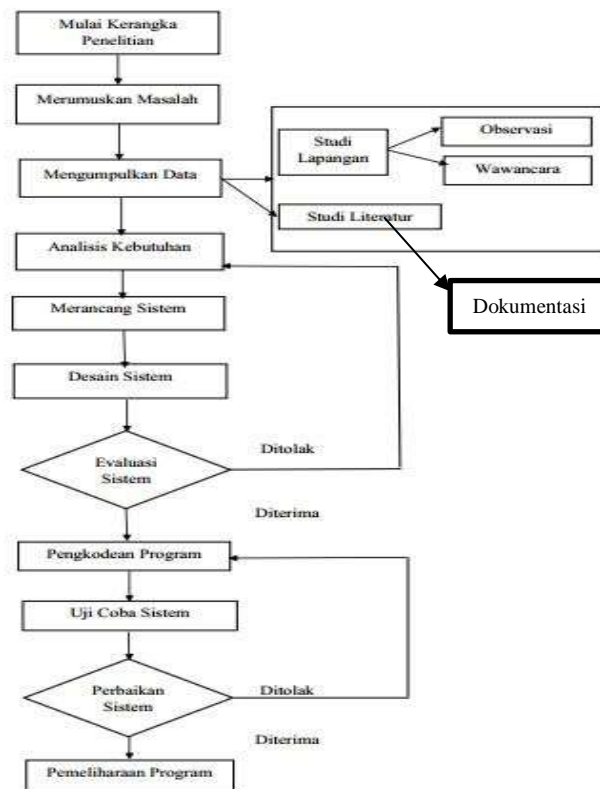 Mulai Kerangka
Penelitian
Merumuskan Masalah
Mengumpulkan Data
Studi
Lapangan
Observasi
Wawancara
Studi Literatur
Dokumentasi
Analisis Kebutuhan
Merancang Sistem
Desain Sistem
Evaluasi
Sistem
Ditolak
Diterima
Pengkodean Program
Uji Coba Sistem
Perbaikan
Sistem
Ditolak
Diterima
Pemeliharaan Program